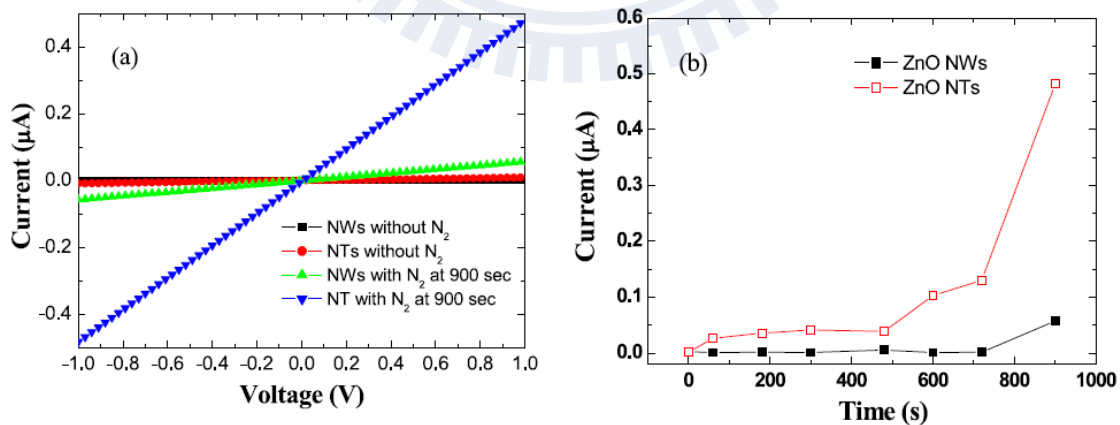 (a)
0.4
0.2
0.0
-0.2
-0.4
Current (μA)
NWs without N2
NTs without N2
NWs with N2 at 900 sec
NT with N2 at 900 sec
-1.0 -0.8 -0.6 -0.4 -0.2 0.0 0.2 0.4 0.6 0.8 1.0
Voltage (V)
(b)
0.6
0.5
0.4
0.3
0.2
0.1
0.0
Current (μA)
ZnO NWs
ZnO NTs
0 200 400 600 800 1000
Time (s)